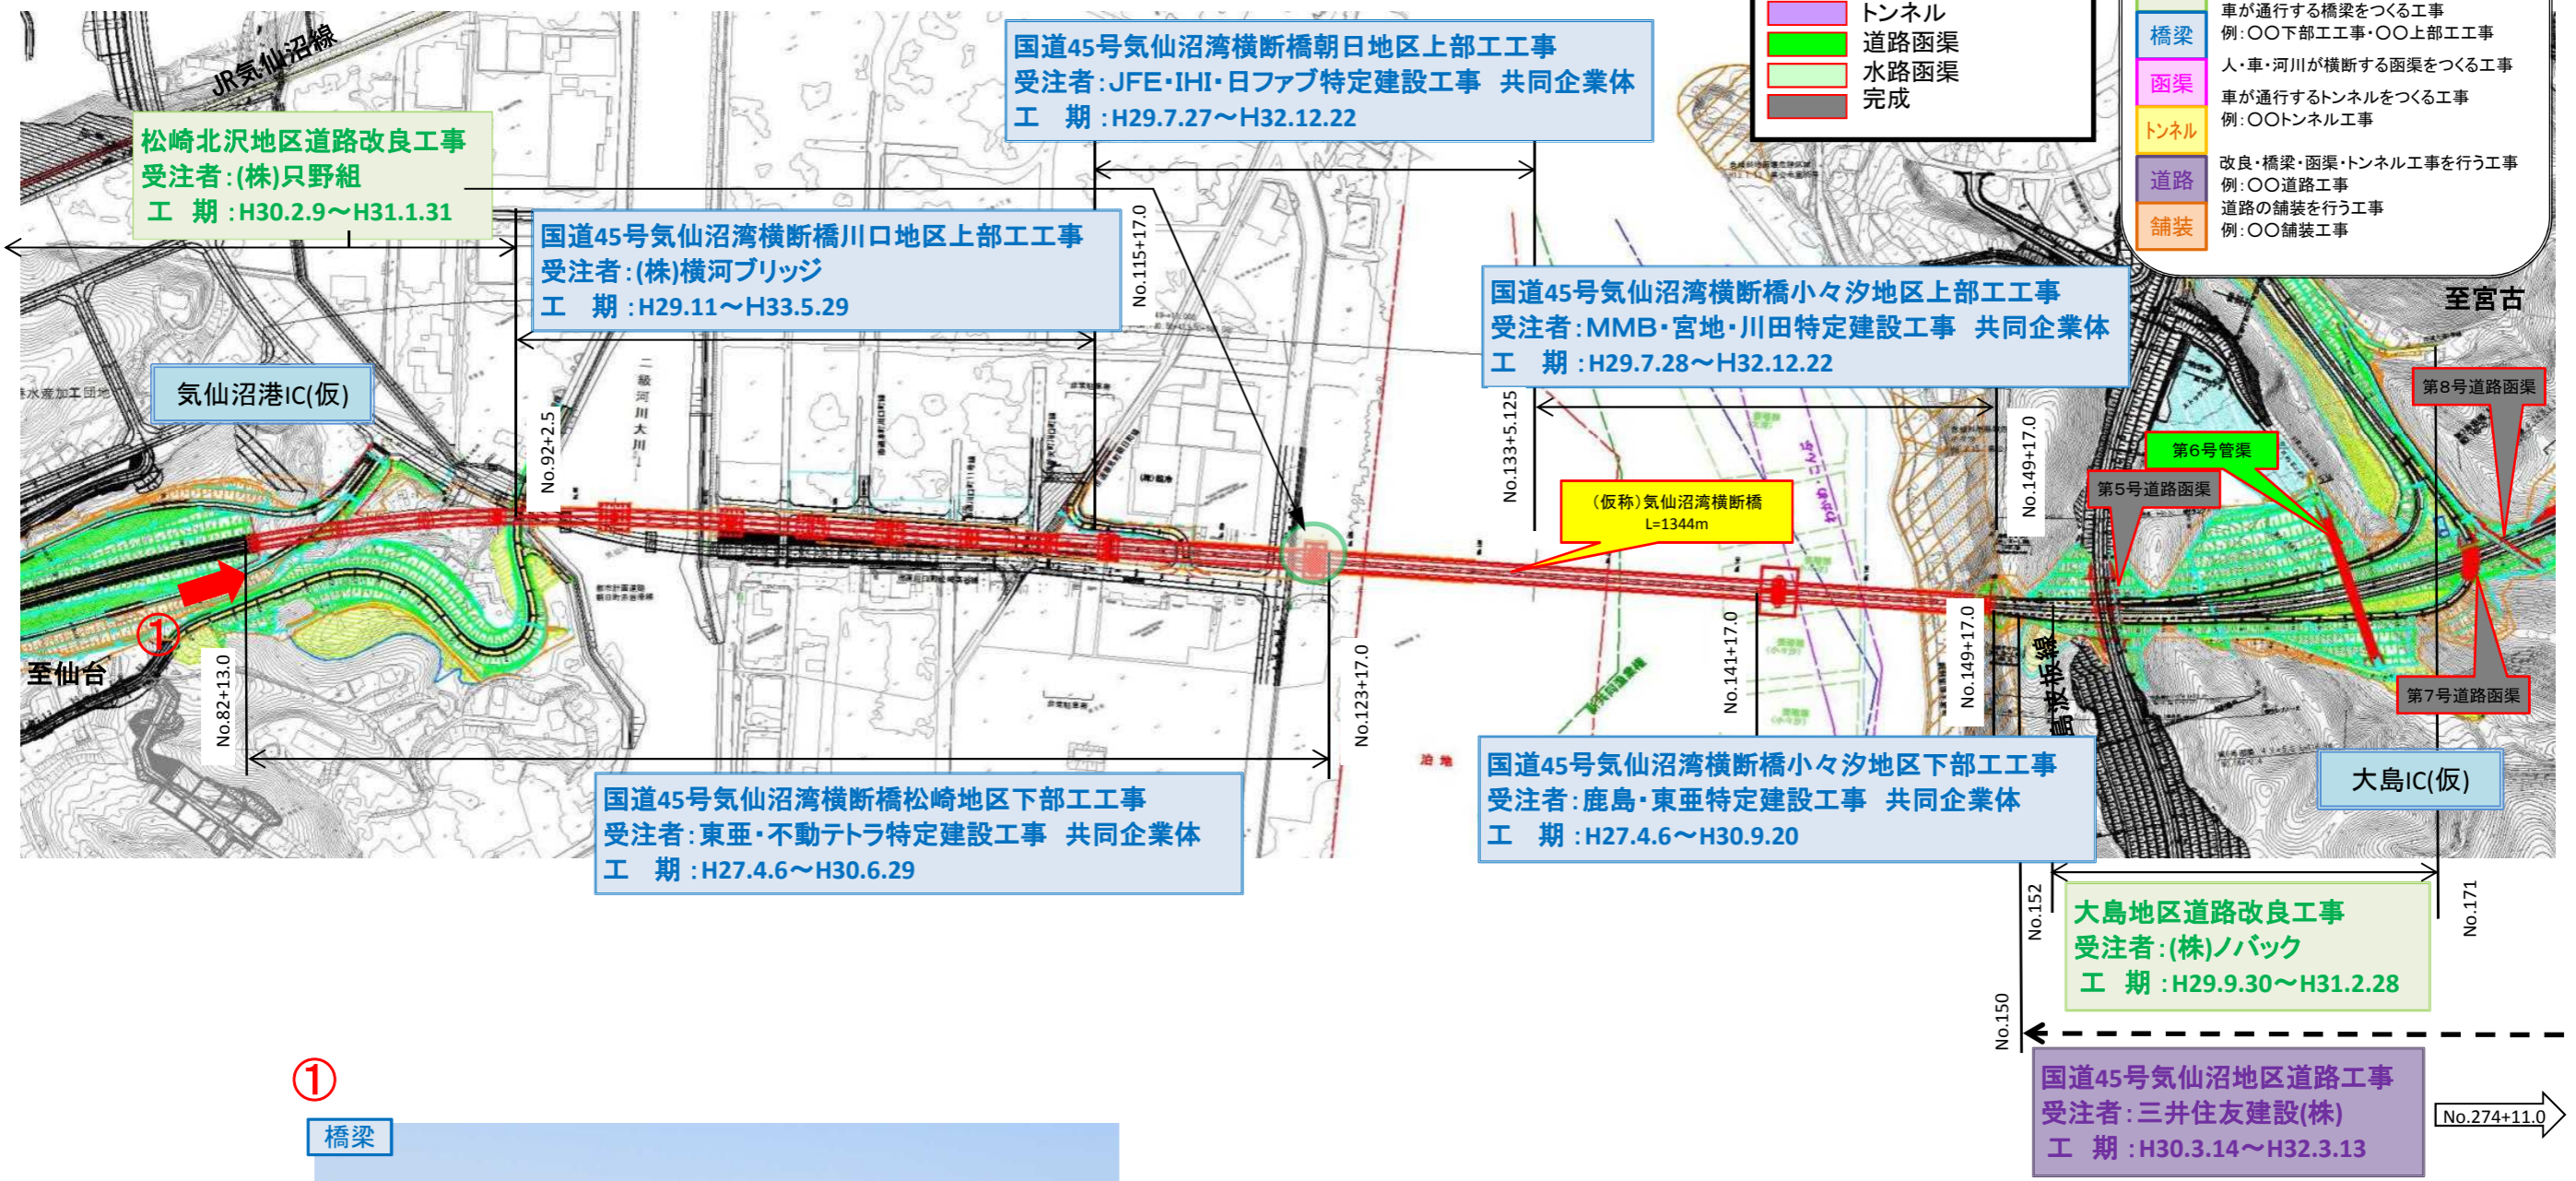 JR気仙沼線
松崎北沢地区道路改良工事
受注者:(株)只野組
工 期:H30.2.9～H31.1.31
国道45号気仙沼湾横断橋朝日地区上部工工事
受注者:JFE・IHI・日ファブ特定建設工事 共同企業体
工 期:H29.7.27～H32.12.22
トンネル
道路函渠
水路函渠
完成
車が通行する橋梁をつくる工事
橋梁
例:〇〇下部工工事・〇〇上部工工事
人・車・河川が横断する函渠をつくる工事
函渠
車が通行するトンネルをつくる工事
トンネル
例:〇〇トンネル工事
改良・橋梁・函渠・トンネル工事を行う工事
道路
例:〇〇道路工事
道路の舗装を行う工事
舗装
例:〇〇舗装工事
国道45号気仙沼湾横断橋川口地区上部工工事
受注者:(株)横河ブリッジ
工 期:H29.11～H33.5.29
No.115+17.0
国道45号気仙沼湾横断橋小々汐地区上部工工事
受注者:MMB・宮地・川田特定建設工事 共同企業体
工 期:H29.7.28～H32.12.22
至宮古
気仙沼港IC(仮)
水産加工団地
二級河川大川
No.92+2.5
No.133+5.125
No.149+17.0
第8号道路函渠
第6号管渠
第5号道路函渠
(仮称)気仙沼湾横断橋
L=1344m
わかめ・こんぶ
①
至仙台
No.82+13.0
No.123+17.0
No.141+17.0
No.149+17.0
島波板線
第7号道路函渠
泊地
大島IC(仮)
国道45号気仙沼湾横断橋松崎地区下部工工事
受注者:東亜・不動テトラ特定建設工事 共同企業体
工 期:H27.4.6～H30.6.29
国道45号気仙沼湾横断橋小々汐地区下部工工事
受注者:鹿島・東亜特定建設工事 共同企業体
工 期:H27.4.6～H30.9.20
No.152
No.171
大島地区道路改良工事
受注者:(株)ノバック
工 期:H29.9.30～H31.2.28
No.150
国道45号気仙沼地区道路工事
受注者:三井住友建設(株)
工 期:H30.3.14～H32.3.13
No.274+11.0
①
橋梁